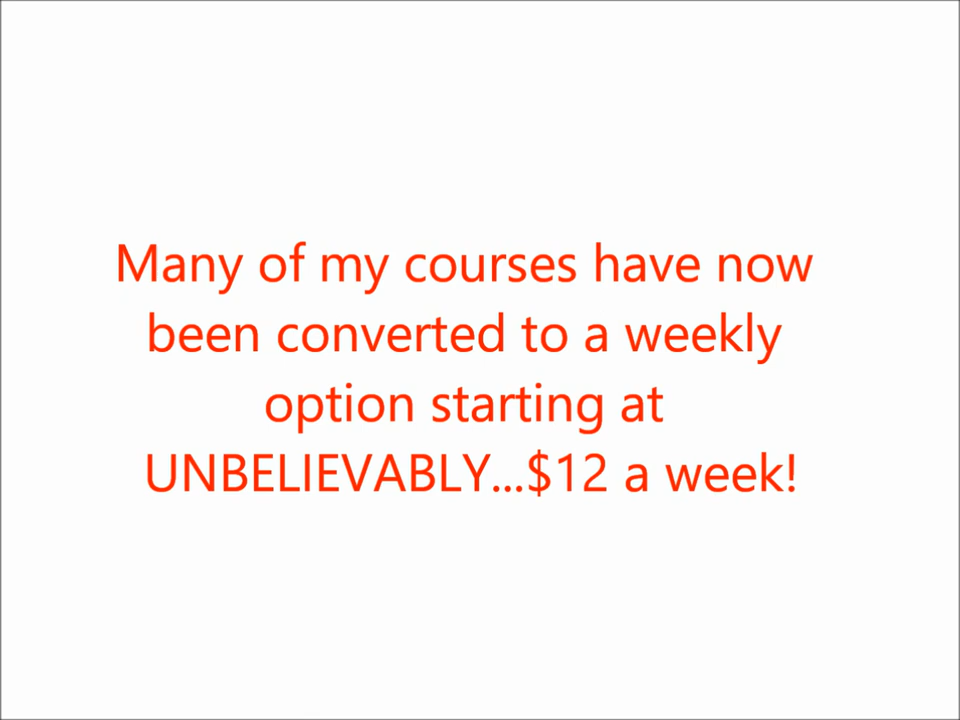 Many of my courses have now
been converted to a weekly
option starting at
UNBELIEVABLY...$12 a week!